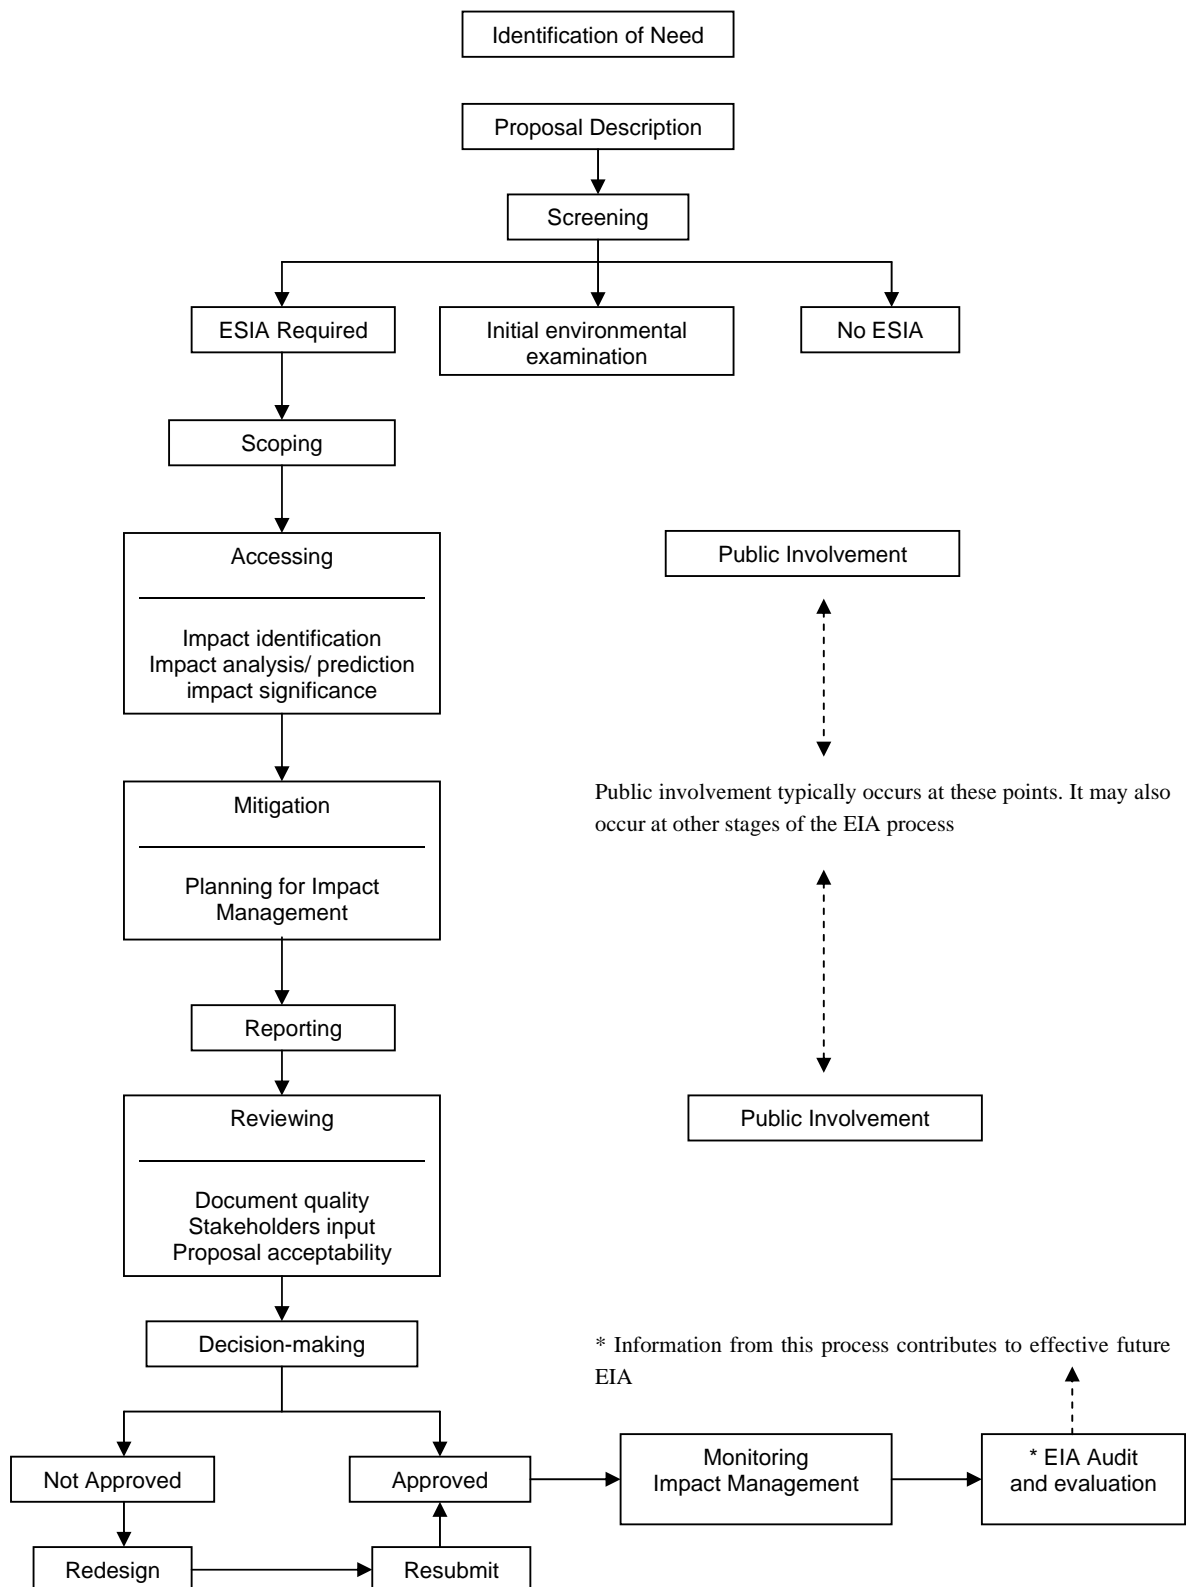 Identification of Need
Proposal Description
Screening
ESIA Required
Initial environmental
examination
No ESIA
Scoping
Accessing
Impact identification
Impact analysis/ prediction
impact significance
Public Involvement
Mitigation
Planning for Impact
Management
Public involvement typically occurs at these points. It may also
occur at other stages of the EIA process
Reporting
Reviewing
Document quality
Stakeholders input
Proposal acceptability
Public Involvement
Decision-making
* Information from this process contributes to effective future
EIA
Not Approved
Approved
Monitoring
Impact Management
* EIA Audit
and evaluation
Redesign
Resubmit